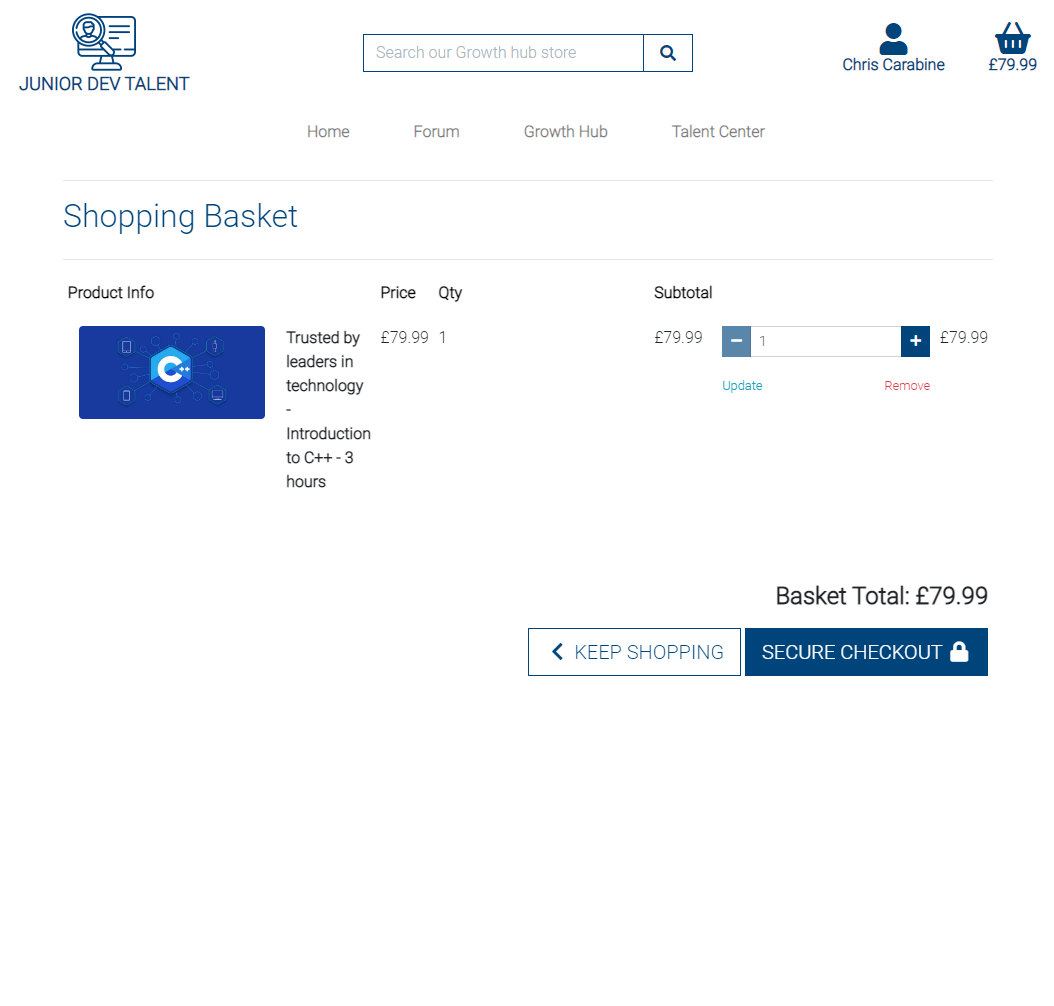 JUNIOR DEV TALENT
Search our Growth hub store
Chris Carabine
£79.99
Home Forum Growth Hub Talent Center
Shopping Basket
Product Info Price Qty Subtotal
C++
Trusted by
leaders in
technology
-
Introduction
to C++ - 3
hours
£79.99 1 £79.99 1 £79.99
Update Remove
Basket Total: £79.99
KEEP SHOPPING SECURE CHECKOUT